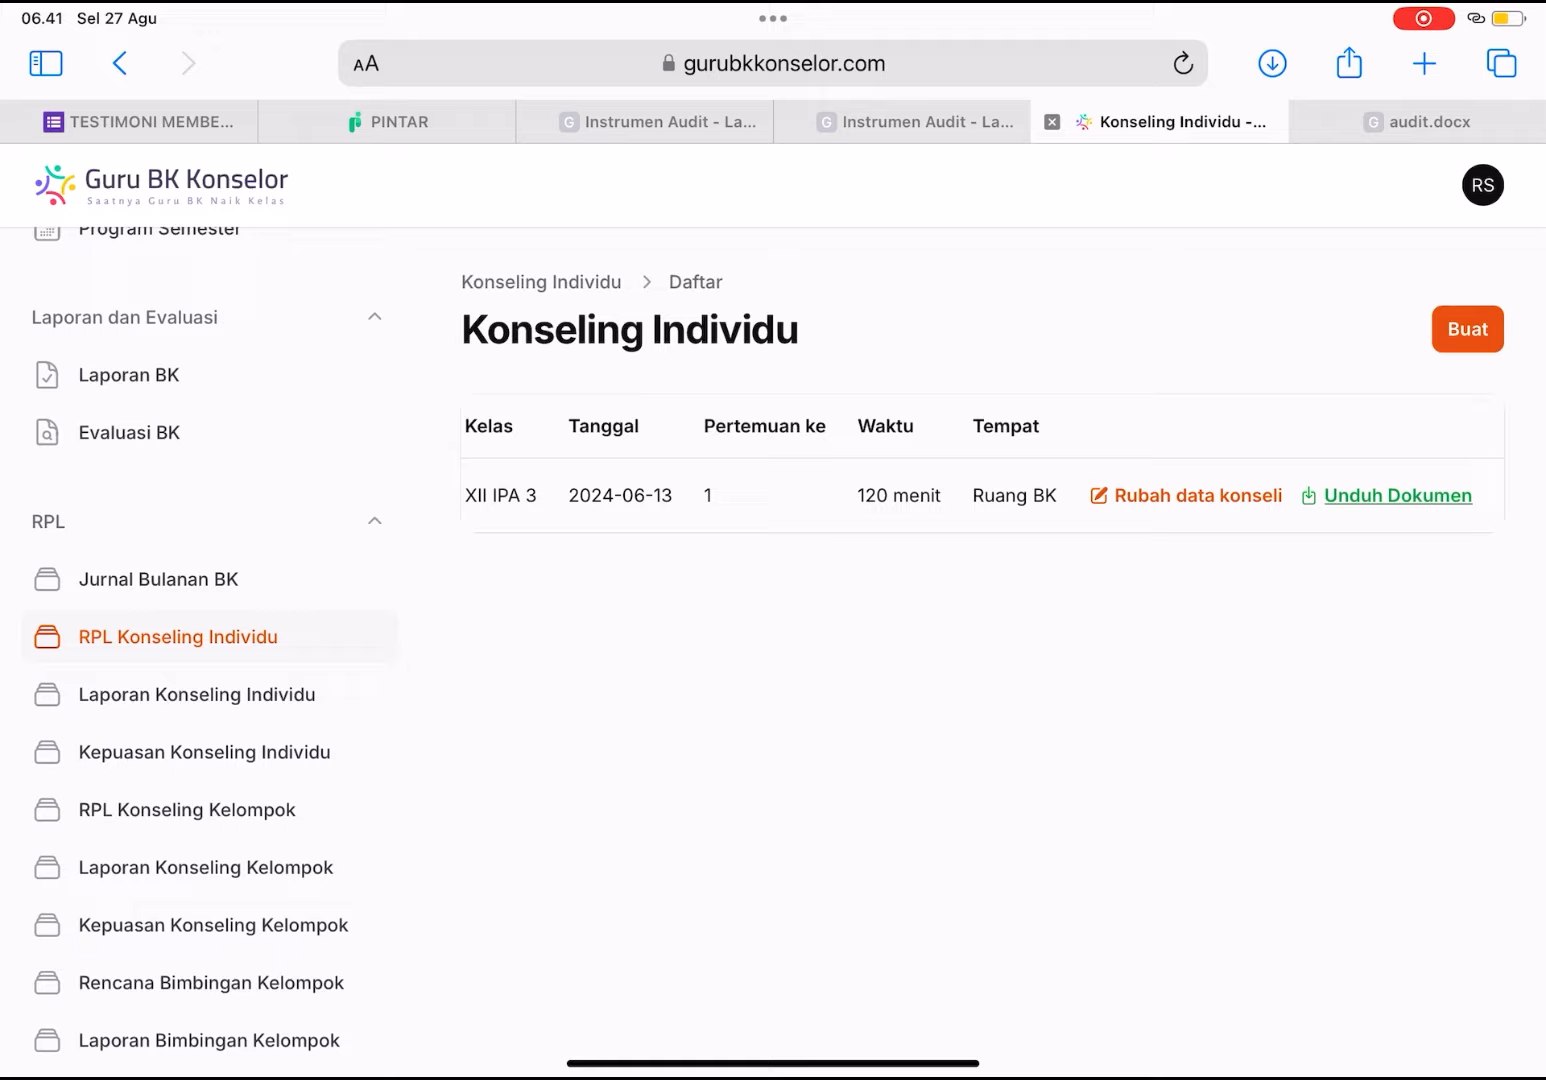 06.41 Sel 27 Agu
AA gurubkkonselor.com
TESTIMONI MEMBE... PINTAR Instrumen Audit - La... Instrumen Audit - La... Konseling Individu -... audit.docx
Guru BK Konselor
Saatnya Guru BK Naik Kelas
RS
Program Semester
Laporan dan Evaluasi
Laporan BK
Evaluasi BK
RPL
Jurnal Bulanan BK
RPL Konseling Individu
Laporan Konseling Individu
Kepuasan Konseling Individu
RPL Konseling Kelompok
Laporan Konseling Kelompok
Kepuasan Konseling Kelompok
Rencana Bimbingan Kelompok
Laporan Bimbingan Kelompok
Konseling Individu > Daftar
Konseling Individu
Buat
Kelas Tanggal Pertemuan ke Waktu Tempat
XII IPA 3 2024-06-13 1 120 menit Ruang BK Rubah data konseli Unduh Dokumen